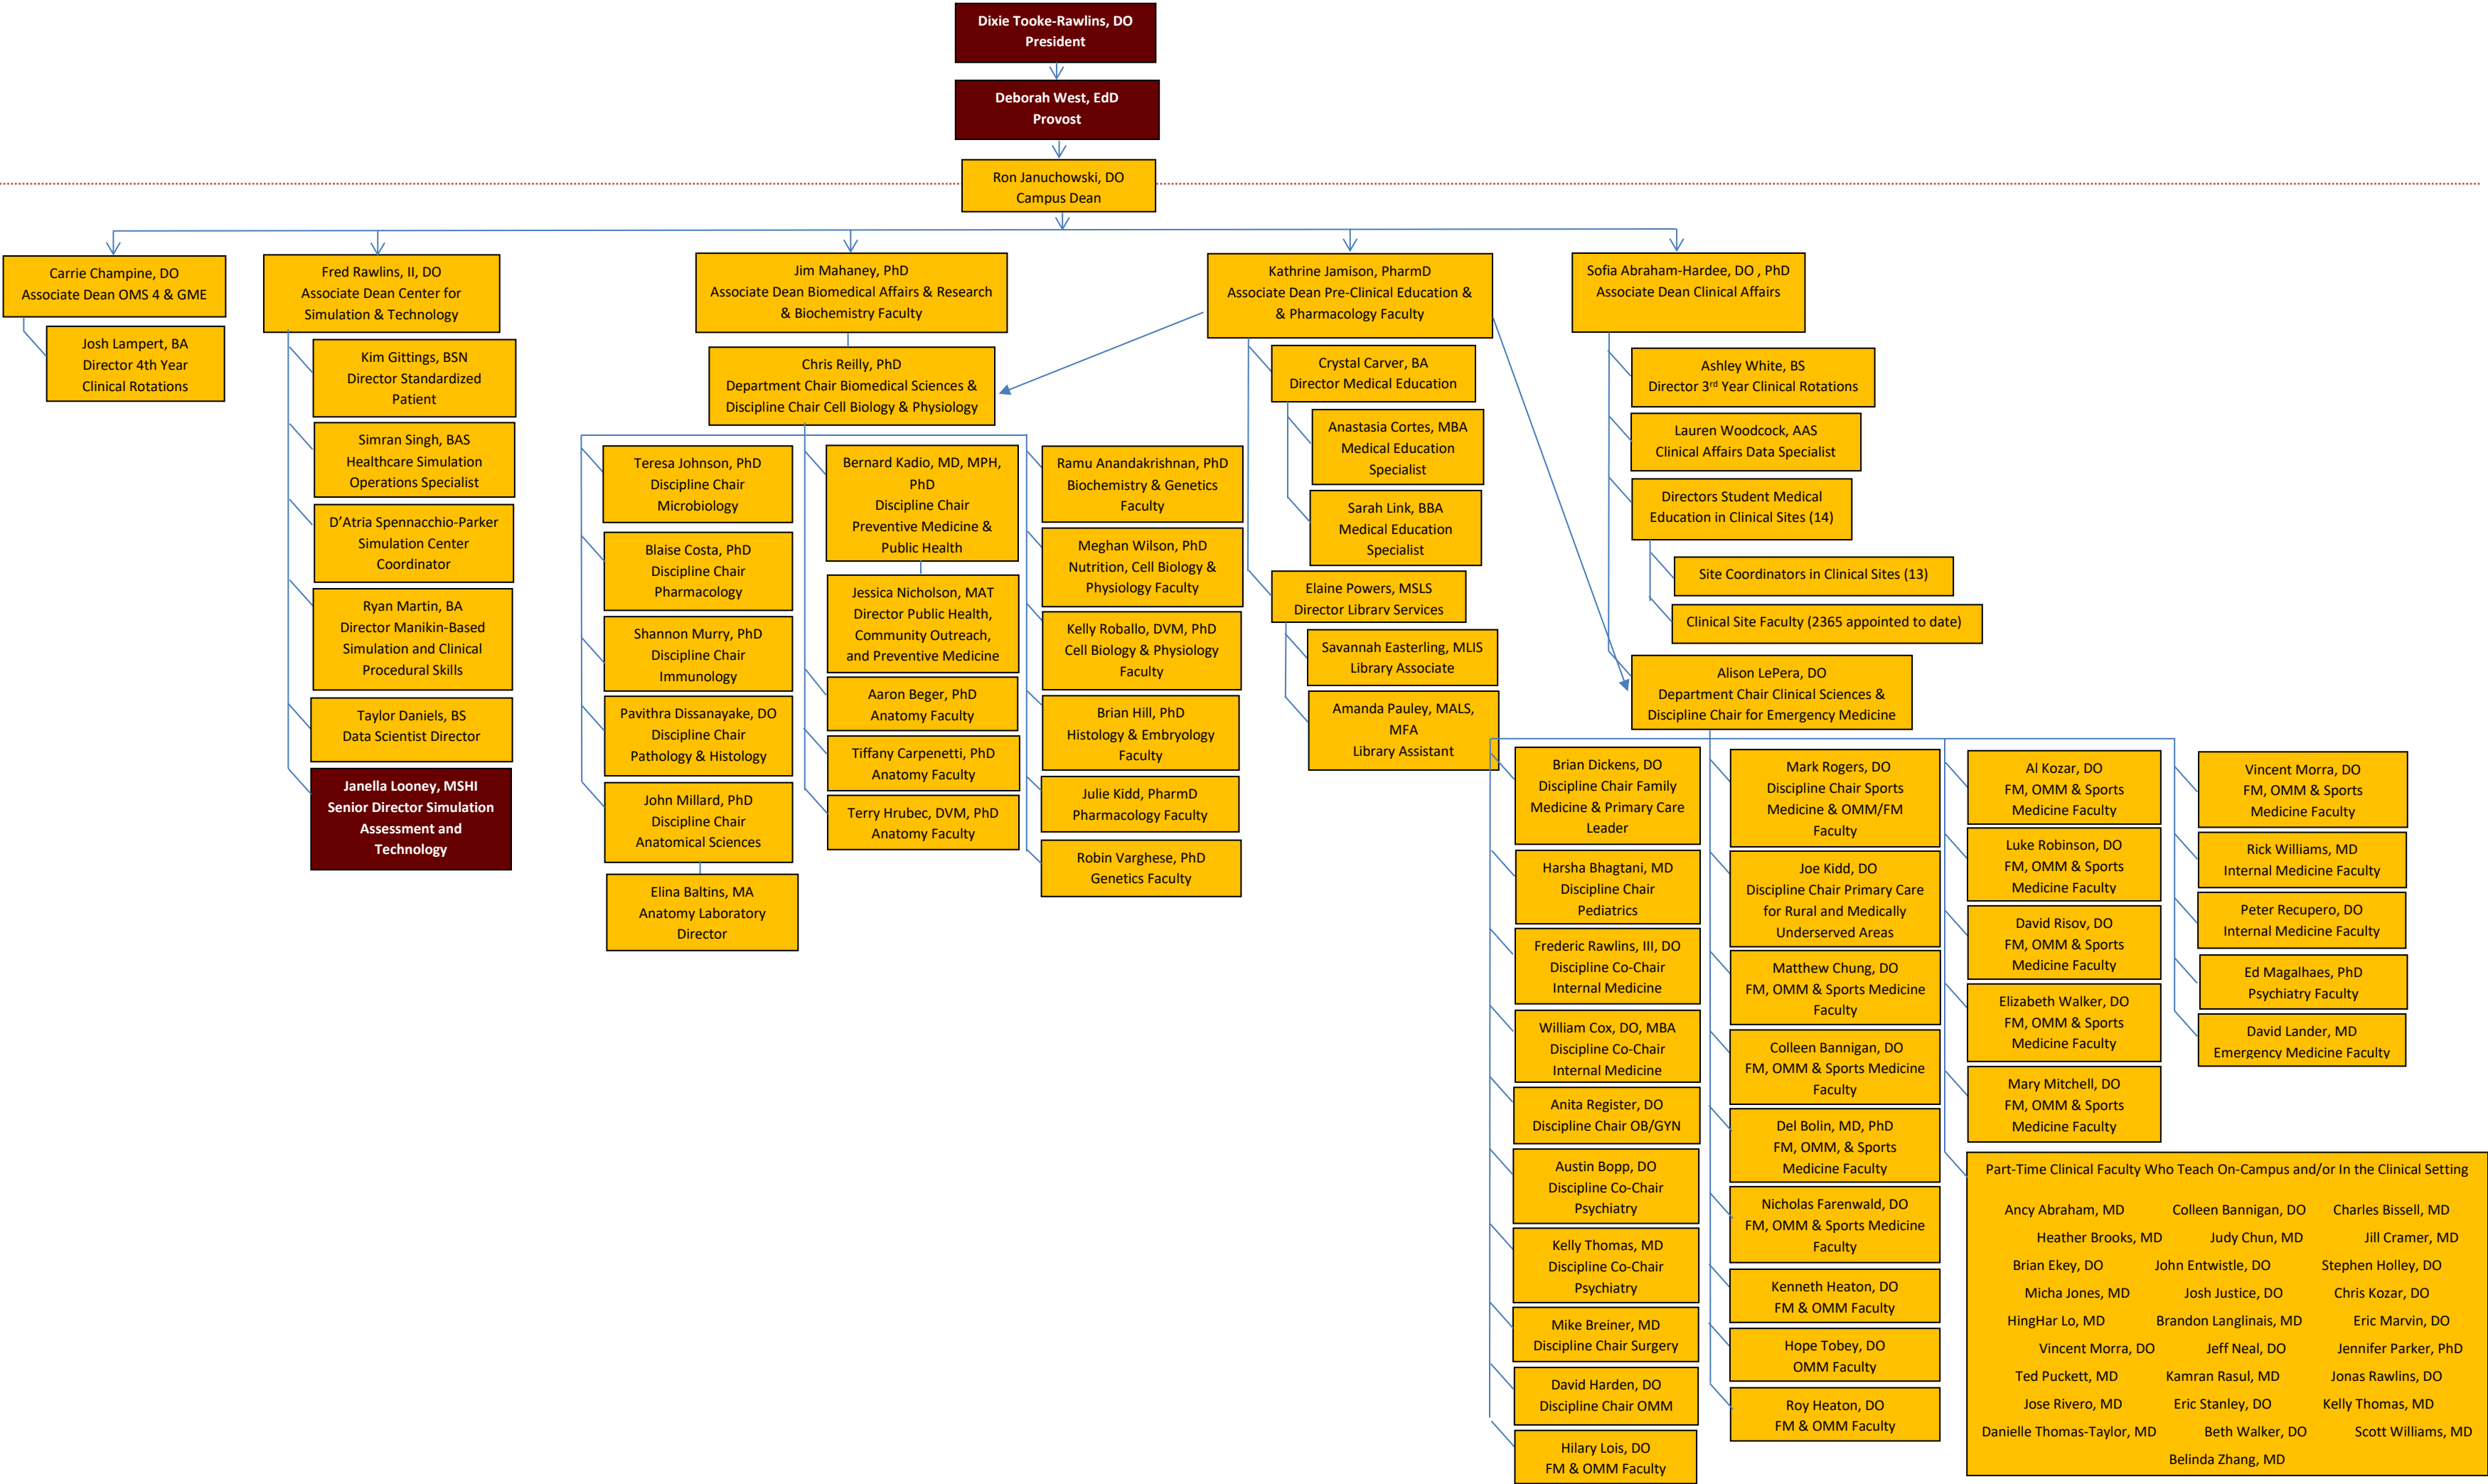 Dixie Tooke-Rawlins, DO
President
Deborah West, EdD
Provost
Ron Januchowski, DO
Campus Dean
Carrie Champine, DO
Associate Dean OMS 4 & GME
Josh Lampert, BA
Director 4th Year
Clinical Rotations
Fred Rawlins, II, DO
Associate Dean Center for
Simulation & Technology
Kim Gittings, BSN
Director Standardized
Patient
Simran Singh, BAS
Healthcare Simulation
Operations Specialist
D’Atria Spennacchio-Parker
Simulation Center
Coordinator
Ryan Martin, BA
Director Manikin-Based
Simulation and Clinical
Procedural Skills
Taylor Daniels, BS
Data Scientist Director
Janella Looney, MSHI
Senior Director Simulation
Assessment and
Technology
Jim Mahaney, PhD
Associate Dean Biomedical Affairs & Research
& Biochemistry Faculty
Chris Reilly, PhD
Department Chair Biomedical Sciences &
Discipline Chair Cell Biology & Physiology
Teresa Johnson, PhD
Discipline Chair
Microbiology
Blaise Costa, PhD
Discipline Chair
Pharmacology
Shannon Murry, PhD
Discipline Chair
Immunology
Pavithra Dissanayake, DO
Discipline Chair
Pathology & Histology
John Millard, PhD
Discipline Chair
Anatomical Sciences
Elina Baltins, MA
Anatomy Laboratory
Director
Bernard Kadio, MD, MPH,
PhD
Discipline Chair
Preventive Medicine &
Public Health
Jessica Nicholson, MAT
Director Public Health,
Community Outreach,
and Preventive Medicine
Aaron Beger, PhD
Anatomy Faculty
Tiffany Carpenetti, PhD
Anatomy Faculty
Terry Hrubec, DVM, PhD
Anatomy Faculty
Ramu Anandakrishnan, PhD
Biochemistry & Genetics
Faculty
Meghan Wilson, PhD
Nutrition, Cell Biology &
Physiology Faculty
Kelly Roballo, DVM, PhD
Cell Biology & Physiology
Faculty
Brian Hill, PhD
Histology & Embryology
Faculty
Julie Kidd, PharmD
Pharmacology Faculty
Robin Varghese, PhD
Genetics Faculty
Kathrine Jamison, PharmD
Associate Dean Pre-Clinical Education &
& Pharmacology Faculty
Crystal Carver, BA
Director Medical Education
Anastasia Cortes, MBA
Medical Education
Specialist
Sarah Link, BBA
Medical Education
Specialist
Elaine Powers, MSLS
Director Library Services
Savannah Easterling, MLIS
Library Associate
Amanda Pauley, MALS,
MFA
Library Assistant
Sofia Abraham-Hardee, DO , PhD
Associate Dean Clinical Affairs
Ashley White, BS
Director 3rd Year Clinical Rotations
Lauren Woodcock, AAS
Clinical Affairs Data Specialist
Directors Student Medical
Education in Clinical Sites (14)
Site Coordinators in Clinical Sites (13)
Clinical Site Faculty (2365 appointed to date)
Alison LePera, DO
Department Chair Clinical Sciences &
Discipline Chair for Emergency Medicine
Brian Dickens, DO
Discipline Chair Family
Medicine & Primary Care
Leader
Harsha Bhagtani, MD
Discipline Chair
Pediatrics
Frederic Rawlins, III, DO
Discipline Co-Chair
Internal Medicine
William Cox, DO, MBA
Discipline Co-Chair
Internal Medicine
Anita Register, DO
Discipline Chair OB/GYN
Austin Bopp, DO
Discipline Co-Chair
Psychiatry
Kelly Thomas, MD
Discipline Co-Chair
Psychiatry
Mike Breiner, MD
Discipline Chair Surgery
David Harden, DO
Discipline Chair OMM
Hilary Lois, DO
FM & OMM Faculty
Mark Rogers, DO
Discipline Chair Sports
Medicine & OMM/FM
Faculty
Joe Kidd, DO
Discipline Chair Primary Care
for Rural and Medically
Underserved Areas
Matthew Chung, DO
FM, OMM & Sports Medicine
Faculty
Colleen Bannigan, DO
FM, OMM & Sports Medicine
Faculty
Del Bolin, MD, PhD
FM, OMM, & Sports
Medicine Faculty
Nicholas Farenwald, DO
FM, OMM & Sports Medicine
Faculty
Kenneth Heaton, DO
FM & OMM Faculty
Hope Tobey, DO
OMM Faculty
Roy Heaton, DO
FM & OMM Faculty
Al Kozar, DO
FM, OMM & Sports
Medicine Faculty
Luke Robinson, DO
FM, OMM & Sports
Medicine Faculty
David Risov, DO
FM, OMM & Sports
Medicine Faculty
Elizabeth Walker, DO
FM, OMM & Sports
Medicine Faculty
Mary Mitchell, DO
FM, OMM & Sports
Medicine Faculty
Vincent Morra, DO
FM, OMM & Sports
Medicine Faculty
Rick Williams, MD
Internal Medicine Faculty
Peter Recupero, DO
Internal Medicine Faculty
Ed Magalhaes, PhD
Psychiatry Faculty
David Lander, MD
Emergency Medicine Faculty
Part-Time Clinical Faculty Who Teach On-Campus and/or In the Clinical Setting
Ancy Abraham, MD Colleen Bannigan, DO Charles Bissell, MD
Heather Brooks, MD Judy Chun, MD Jill Cramer, MD
Brian Ekey, DO John Entwistle, DO Stephen Holley, DO
Micha Jones, MD Josh Justice, DO Chris Kozar, DO
HingHar Lo, MD Brandon Langlinais, MD Eric Marvin, DO
Vincent Morra, DO Jeff Neal, DO Jennifer Parker, PhD
Ted Puckett, MD Kamran Rasul, MD Jonas Rawlins, DO
Jose Rivero, MD Eric Stanley, DO Kelly Thomas, MD
Danielle Thomas-Taylor, MD Beth Walker, DO Scott Williams, MD
Belinda Zhang, MD